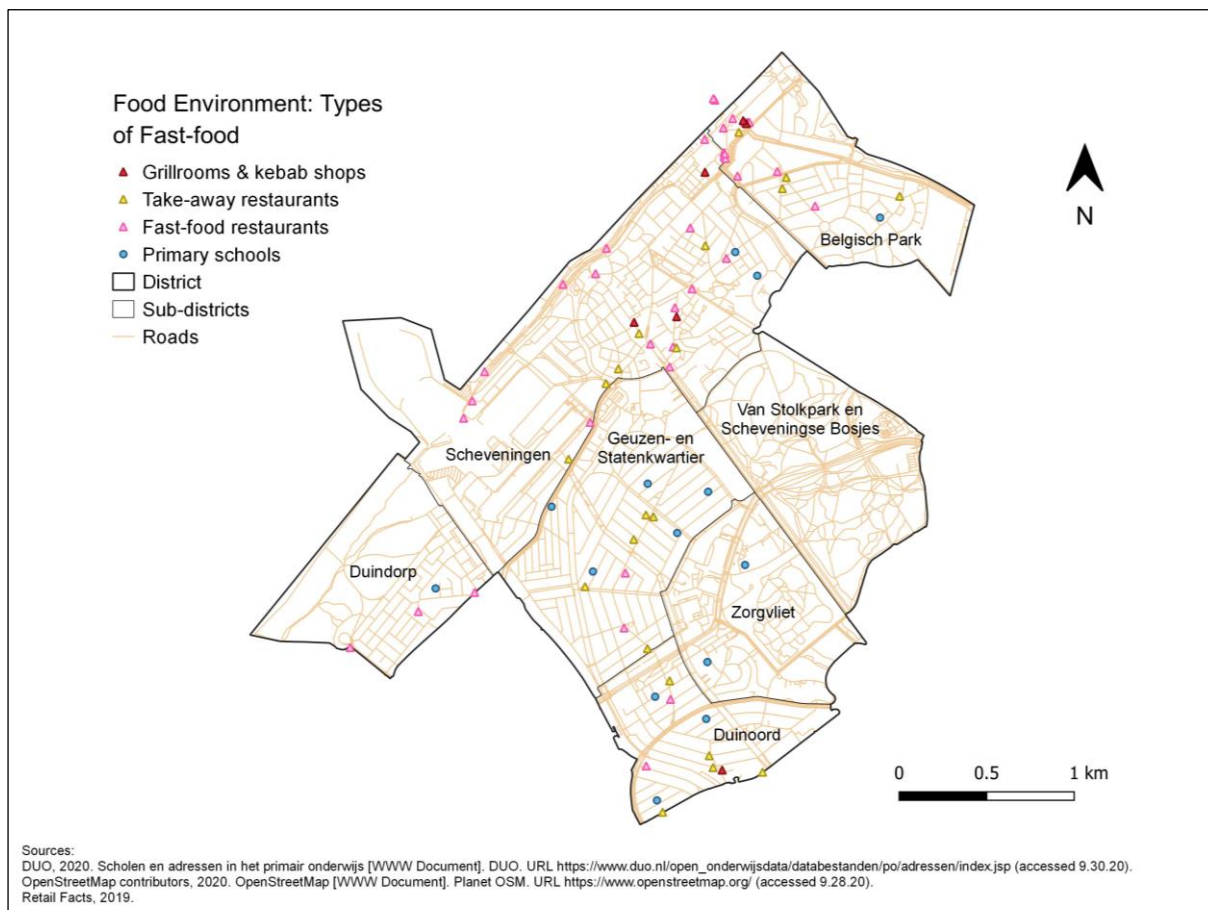 Food Environment: Types
of Fast-food
Grillrooms & kebab shops
Take-away restaurants
Fast-food restaurants
Primary schools
District
Sub-districts
Roads
N
Belgisch Park
Van Stolkpark en
Scheveningse Bosjes
Geuzen- en
Statenkwartier
Scheveningen
Duindorp
Zorgvliet
Duinoord
0 0.5 1 km
Sources:
DUO, 2020. Scholen en adressen in het primair onderwijs [WWW Document]. DUO. URL https://www.duo.nl/open_onderwijsdata/databestanden/po/adressen/index.jsp (accessed 9.30.20).
OpenStreetMap contributors, 2020. OpenStreetMap [WWW Document]. Planet OSM. URL https://www.openstreetmap.org/ (accessed 9.28.20).
Retail Facts, 2019.